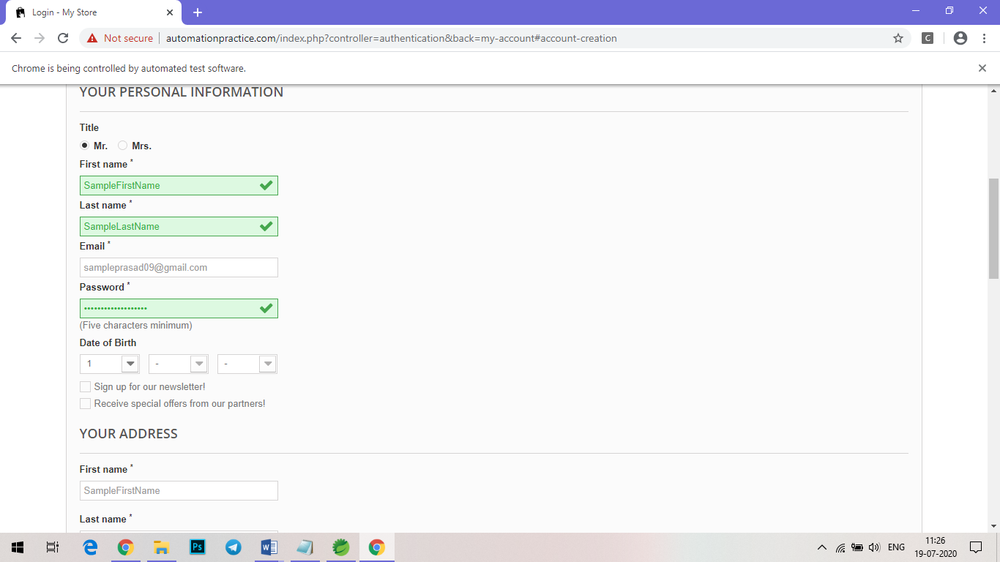 Login - My Store
Not secure automationpractice.com/index.php?controller=authentication&back=my-account#account-creation
C
Chrome is being controlled by automated test software.
YOUR PERSONAL INFORMATION
Title
Mr. Mrs.
First name *
SampleFirstName
Last name *
SampleLastName
Email *
sampleprasad09@gmail.com
Password *
•••••••••••••••••••
(Five characters minimum)
Date of Birth
1 - -
Sign up for our newsletter!
Receive special offers from our partners!
YOUR ADDRESS
First name *
SampleFirstName
Last name *
Ps
ENG
11:26
19-07-2020